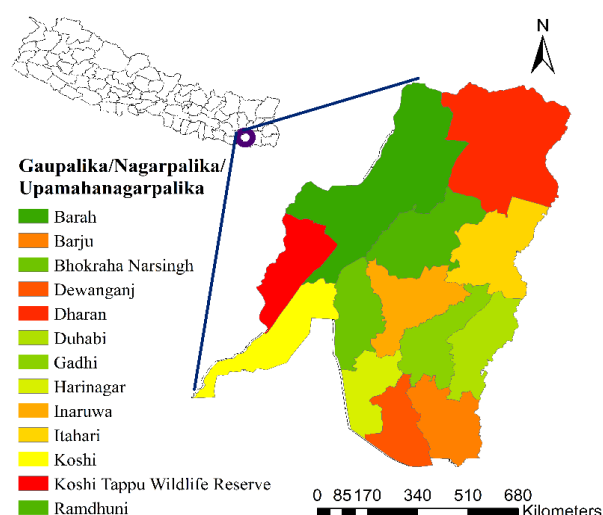 N
Gaupalika/Nagarpalika/
Upamahanagarpalika
Barah
Barju
Bhokraha Narsingh
Dewanganj
Dharan
Duhabi
Gadhi
Harinagar
Inaruwa
Itahari
Koshi
Koshi Tappu Wildlife Reserve
Ramdhuni
0 85 170 340 510 680
Kilometers